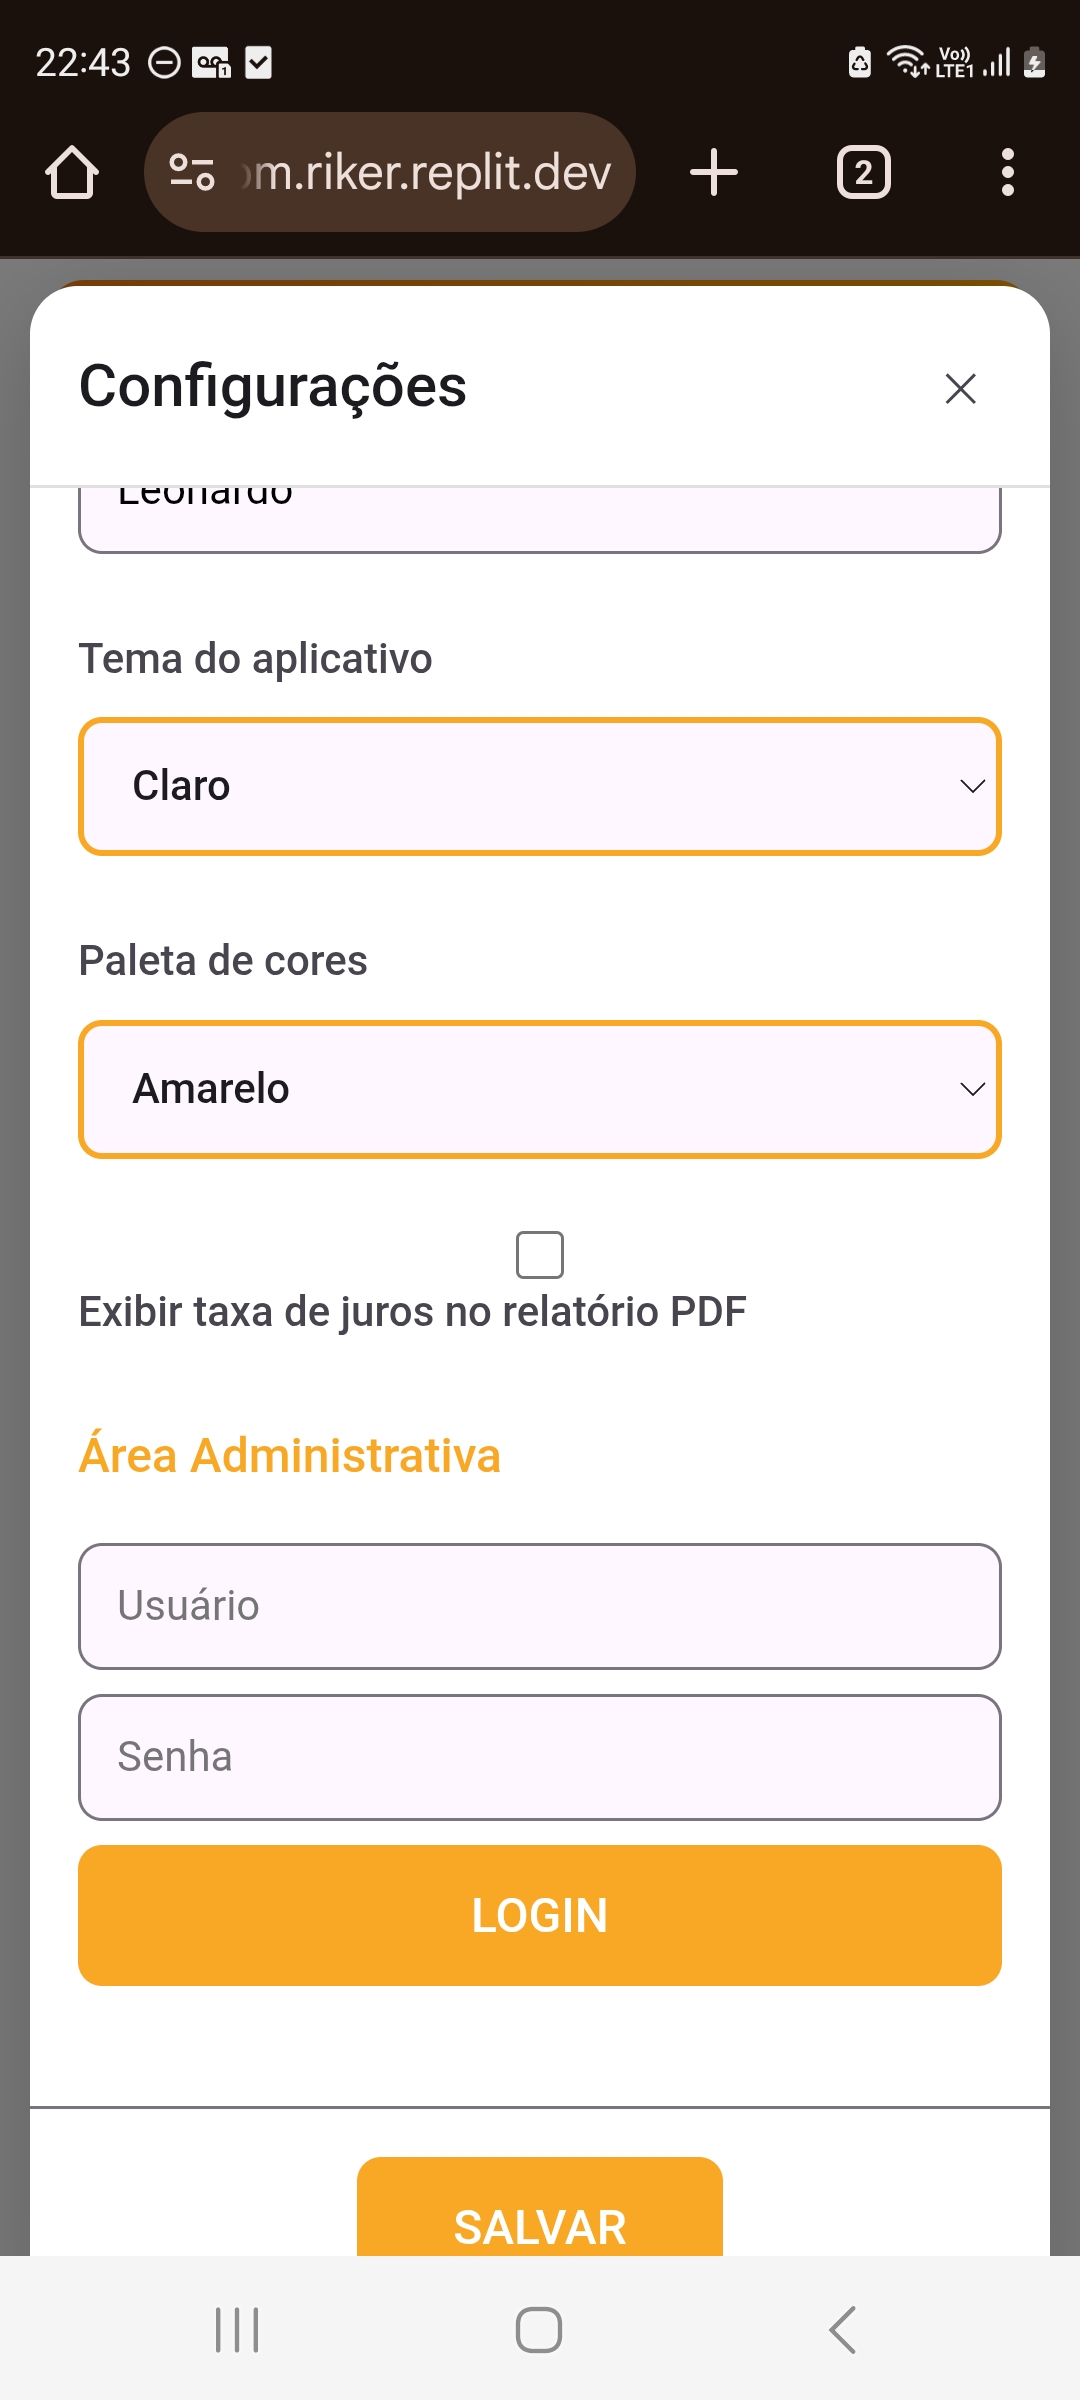 22:43
Vo))
LTE1
m.riker.replit.dev
2
Configurações
Leonardo
Tema do aplicativo
Claro
Paleta de cores
Amarelo
Exibir taxa de juros no relatório PDF
Área Administrativa
Usuário
Senha
LOGIN
SALVAR